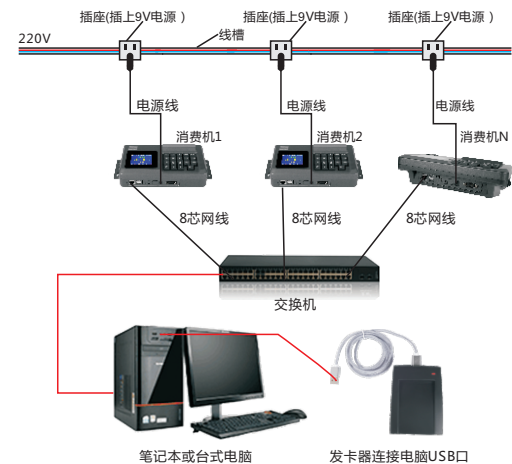 插座(插上9V电源 ) 插座(插上9V电源 ) 插座(插上9V电源 )
220V 线槽
电源线 电源线 电源线
消费机1 消费机2 消费机N
8芯网线 8芯网线 8芯网线
交换机
笔记本或台式电脑 发卡器连接电脑USB口